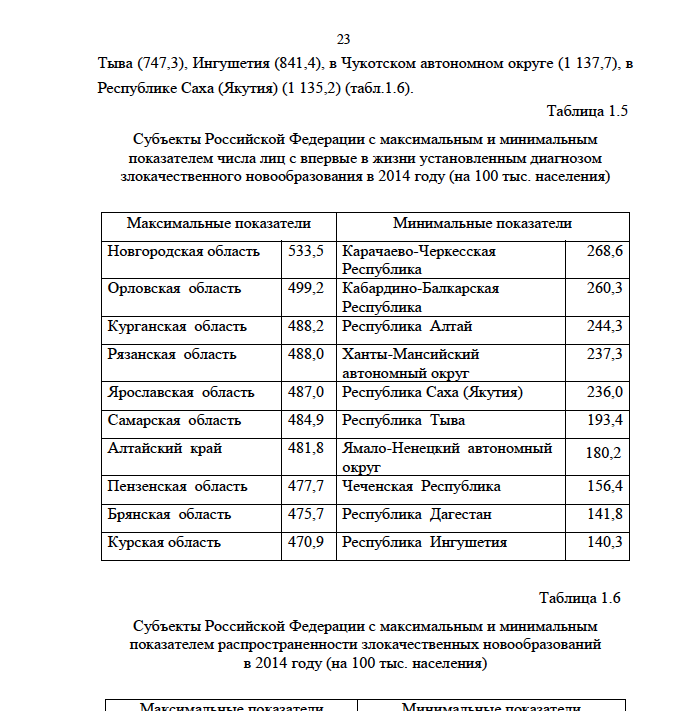 23
Тыва (747,3), Ингушетия (841,4), в Чукотском автономном округе (1 137,7), в
Республике Саха (Якутия) (1 135,2) (табл.1.6).
Таблица 1.5
Субъекты Российской Федерации с максимальным и минимальным
показателем числа лиц с впервые в жизни установленным диагнозом
злокачественного новообразования в 2014 году (на 100 тыс. населения)
Максимальные показатели Минимальные показатели
Новгородская область 533,5 Карачаево-Черкесская 268,6
Республика
Орловская область 499,2 Кабардино-Балкарская 260,3
Республика
Курганская область 488,2 Республика Алтай 244,3
Рязанская область 488,0 Ханты-Мансийский 237,3
автономный округ
Ярославская область 487,0 Республика Саха (Якутия) 236,0
Самарская область 484,9 Республика Тыва 193,4
Алтайский край 481,8 Ямало-Ненецкий автономный 180,2
округ
Пензенская область 477,7 Чеченская Республика 156,4
Брянская область 475,7 Республика Дагестан 141,8
Курская область 470,9 Республика Ингушетия 140,3
Таблица 1.6
Субъекты Российской Федерации с максимальным и минимальным
показателем распространенности злокачественных новообразований
в 2014 году (на 100 тыс. населения)
Максимальные показатели Минимальные показатели